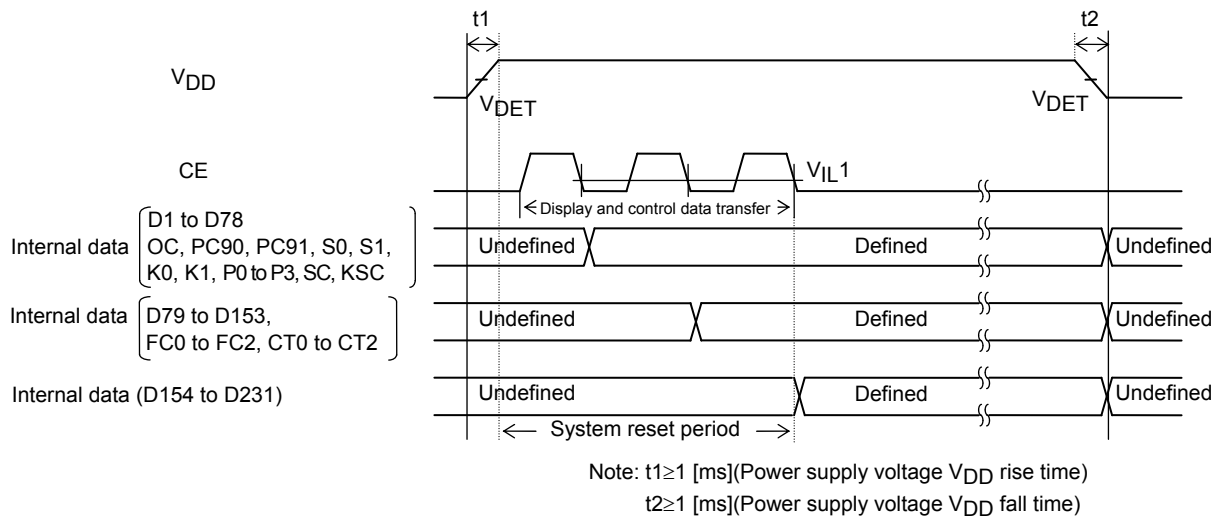 t1
t2
VDD
VDET
VDET
CE
VIL1
Display and control data transfer
Internal data
D1 to D78
OC, PC90, PC91, S0, S1,
K0, K1, P0 to P3, SC, KSC
Undefined
Defined
Undefined
Internal data
D79 to D153,
FC0 to FC2, CT0 to CT2
Undefined
Defined
Undefined
Internal data (D154 to D231)
Undefined
Defined
Undefined
System reset period
Note: t1≥1 [ms](Power supply voltage VDD rise time)
t2≥1 [ms](Power supply voltage VDD fall time)